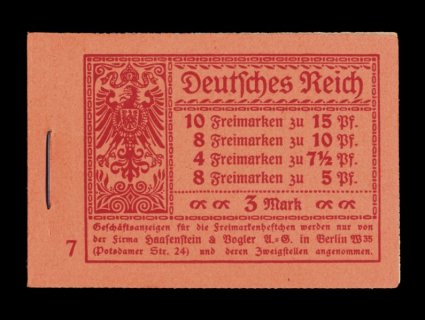 Deutsches Reich
10 Freimarken zu 15 Pf.
8 Freimarken zu 10 Pf.
4 Freimarken zu 7½ Pf.
8 Freimarken zu 5 Pf.
3 Mark
Geschäftsanzeigen für die Freimarkenheftchen werden nur von
der Firma Haasenstein & Vogler A.=G. in Berlin W 35
(Potsdamer Str. 24) und deren Zweigstellen angenommen.
7